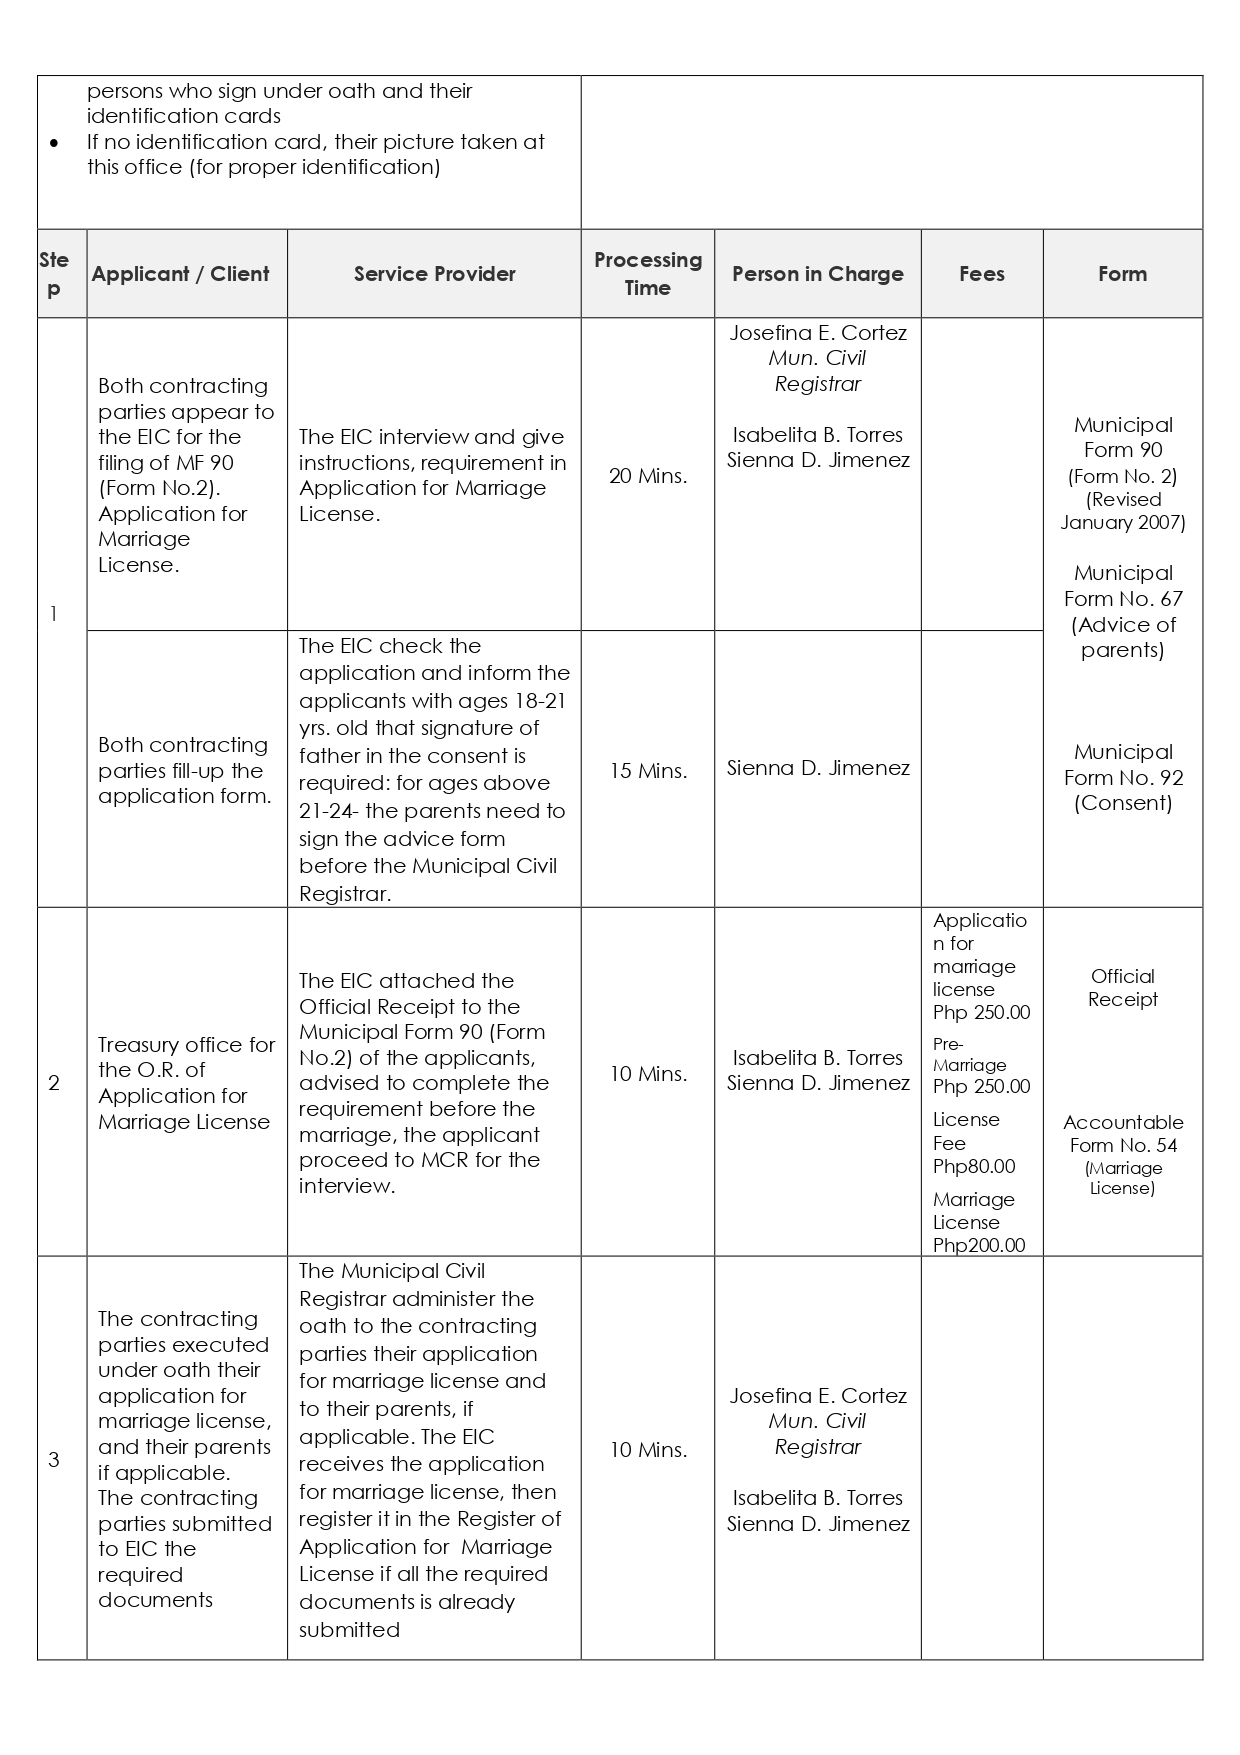 persons who sign under oath and their
identification cards
• If no identification card, their picture taken at
this office (for proper identification)
Ste
p
Applicant / Client
Service Provider
Processing
Time
Person in Charge
Fees
Form
1
Both contracting
parties appear to
the EIC for the
filing of MF 90
(Form No.2).
Application for
Marriage
License.
The EIC interview and give
instructions, requirement in
Application for Marriage
License.
20 Mins.
Josefina E. Cortez
Mun. Civil
Registrar
Isabelita B. Torres
Sienna D. Jimenez
Municipal
Form 90
(Form No. 2)
(Revised
January 2007)
Municipal
Form No. 67
(Advice of
parents)
Municipal
Form No. 92
(Consent)
Both contracting
parties fill-up the
application form.
The EIC check the
application and inform the
applicants with ages 18-21
yrs. old that signature of
father in the consent is
required: for ages above
21-24- the parents need to
sign the advice form
before the Municipal Civil
Registrar.
15 Mins.
Sienna D. Jimenez
2
Treasury office for
the O.R. of
Application for
Marriage License
The EIC attached the
Official Receipt to the
Municipal Form 90 (Form
No.2) of the applicants,
advised to complete the
requirement before the
marriage, the applicant
proceed to MCR for the
interview.
10 Mins.
Isabelita B. Torres
Sienna D. Jimenez
Applicatio
n for
marriage
license
Php 250.00
Pre-
Marriage
Php 250.00
License
Fee
Php80.00
Marriage
License
Php200.00
Official
Receipt
Accountable
Form No. 54
(Marriage
License)
3
The contracting
parties executed
under oath their
application for
marriage license,
and their parents
if applicable.
The contracting
parties submitted
to EIC the
required
documents
The Municipal Civil
Registrar administer the
oath to the contracting
parties their application
for marriage license and
to their parents, if
applicable. The EIC
receives the application
for marriage license, then
register it in the Register of
Application for  Marriage
License if all the required
documents is already
submitted
10 Mins.
Josefina E. Cortez
Mun. Civil
Registrar
Isabelita B. Torres
Sienna D. Jimenez